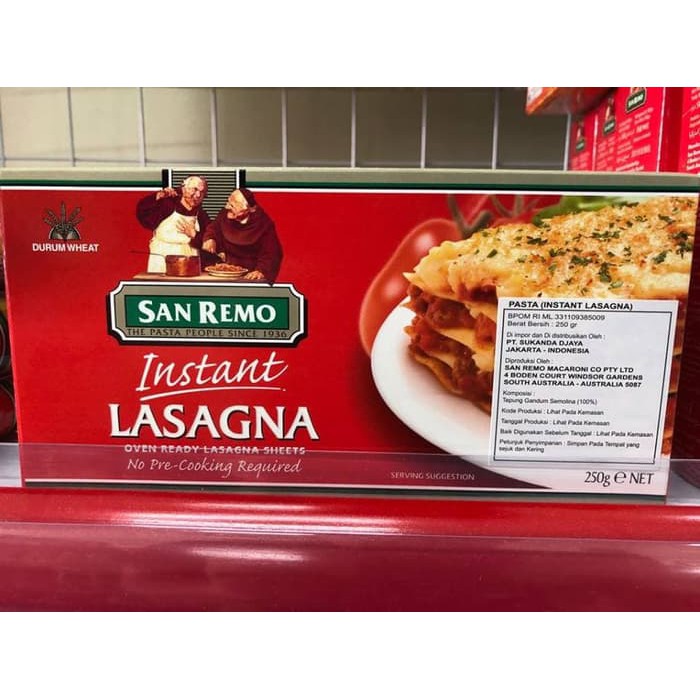 DURUM WHEAT
SAN REMO
THE PASTA PEOPLE SINCE 1936
Instant
LASAGNA
OVEN READY LASAGNA SHEETS
No Pre-Cooking Required
SERVING SUGGESTION
250g ℮ NET
PASTA (INSTANT LASAGNA)
BPOM RI ML.331109385009
Berat Bersih : 250 gr
Di impor dan Di distribusikan Oleh :
PT. SUKANDA DJAYA
JAKARTA - INDONESIA
Diproduksi Oleh :
SAN REMO MACARONI CO PTY LTD
4 BODEN COURT WINDSOR GARDENS
SOUTH AUSTRALIA - AUSTRALIA 5087
Komposisi :
Tepung Gandum Semolina (100%)
Kode Produksi : Lihat Pada Kemasan
Tanggal Produksi : Lihat Pada Kemasan
Baik Digunakan Sebelum Tanggal : Lihat Pada Kemasan
Petunjuk Penyimpanan : Simpan Pada Tempat yang
sejuk dan Kering
SAN REMO